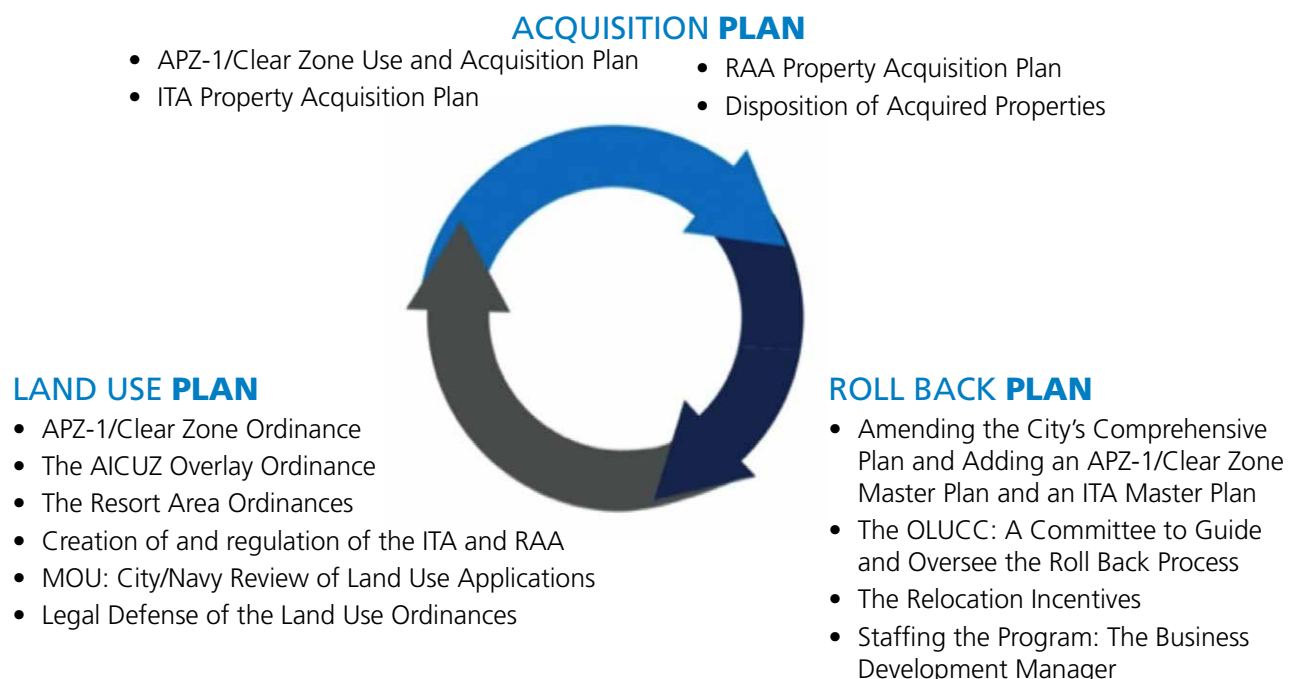 ACQUISITION PLAN
• APZ-1/Clear Zone Use and Acquisition Plan
• ITA Property Acquisition Plan
• RAA Property Acquisition Plan
• Disposition of Acquired Properties
LAND USE PLAN
• APZ-1/Clear Zone Ordinance
• The AICUZ Overlay Ordinance
• The Resort Area Ordinances
• Creation of and regulation of the ITA and RAA
• MOU: City/Navy Review of Land Use Applications
• Legal Defense of the Land Use Ordinances
ROLL BACK PLAN
• Amending the City’s Comprehensive
Plan and Adding an APZ-1/Clear Zone
Master Plan and an ITA Master Plan
• The OLUCC: A Committee to Guide
and Oversee the Roll Back Process
• The Relocation Incentives
• Staffing the Program: The Business
Development Manager